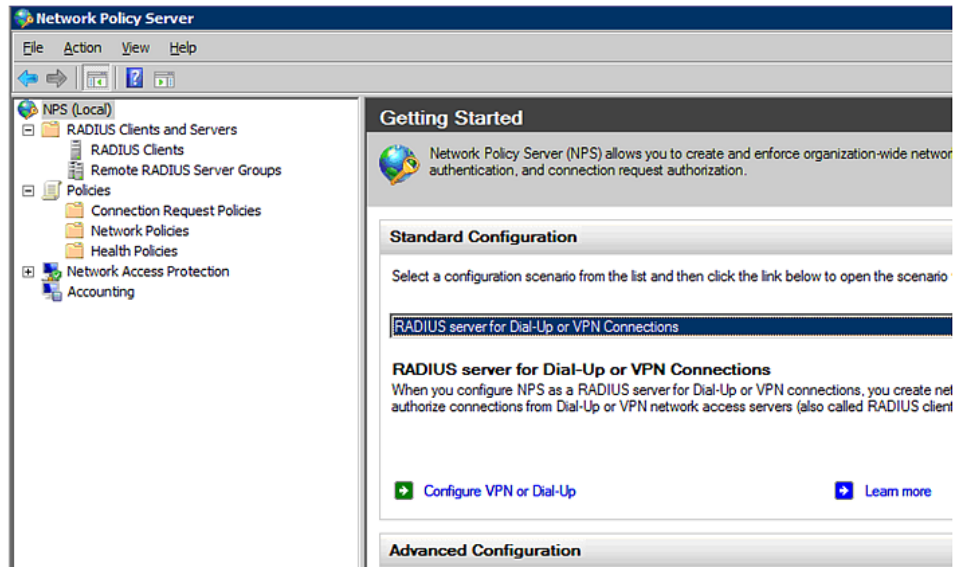 Network Policy Server
File Action View Help
NPS (Local)
RADIUS Clients and Servers
RADIUS Clients
Remote RADIUS Server Groups
Policies
Connection Request Policies
Network Policies
Health Policies
Network Access Protection
Accounting
Getting Started
Network Policy Server (NPS) allows you to create and enforce organization-wide networ
authentication, and connection request authorization.
Standard Configuration
Select a configuration scenario from the list and then click the link below to open the scenario
RADIUS server for Dial-Up or VPN Connections
RADIUS server for Dial-Up or VPN Connections
When you configure NPS as a RADIUS server for Dial-Up or VPN connections, you create net
authorize connections from Dial-Up or VPN network access servers (also called RADIUS client
Configure VPN or Dial-Up
Learn more
Advanced Configuration